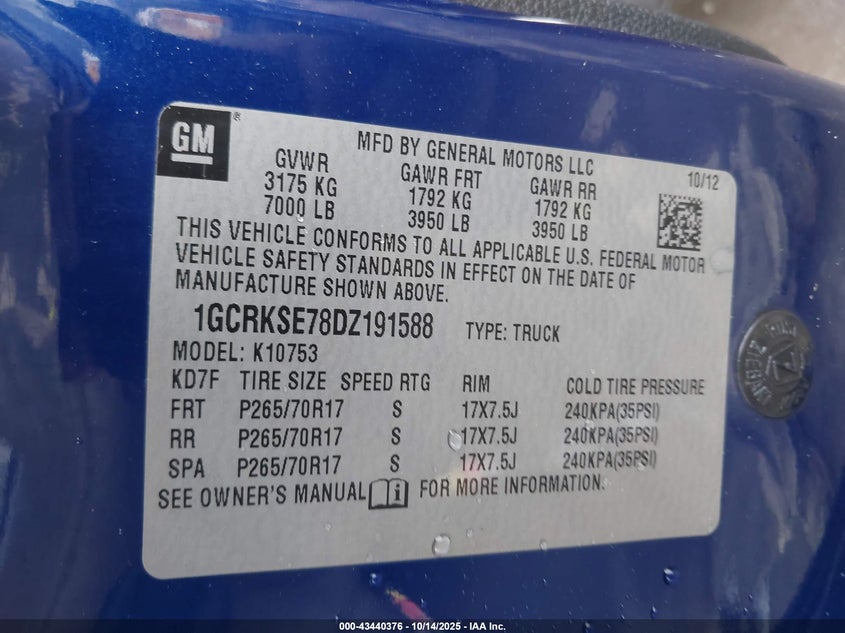 GM ®
MFD BY GENERAL MOTORS LLC
10/12
GVWR GAWR FRT GAWR RR
3175 KG 1792 KG 1792 KG
7000 LB 3950 LB 3950 LB
THIS VEHICLE CONFORMS TO ALL APPLICABLE U.S. FEDERAL MOTOR
VEHICLE SAFETY STANDARDS IN EFFECT ON THE DATE OF
MANUFACTURE SHOWN ABOVE.
1GCRKSE78DZ191588 TYPE: TRUCK
MODEL: K10753
KD7F TIRE SIZE SPEED RTG RIM COLD TIRE PRESSURE
FRT P265/70R17 S 17X7.5J 240KPA(35PSI)
RR P265/70R17 S 17X7.5J 240KPA(35PSI)
SPA P265/70R17 S 17X7.5J 240KPA(35PSI)
SEE OWNER'S MANUAL i FOR MORE INFORMATION.
000-43440376 - 10/14/2025 - IAA Inc.